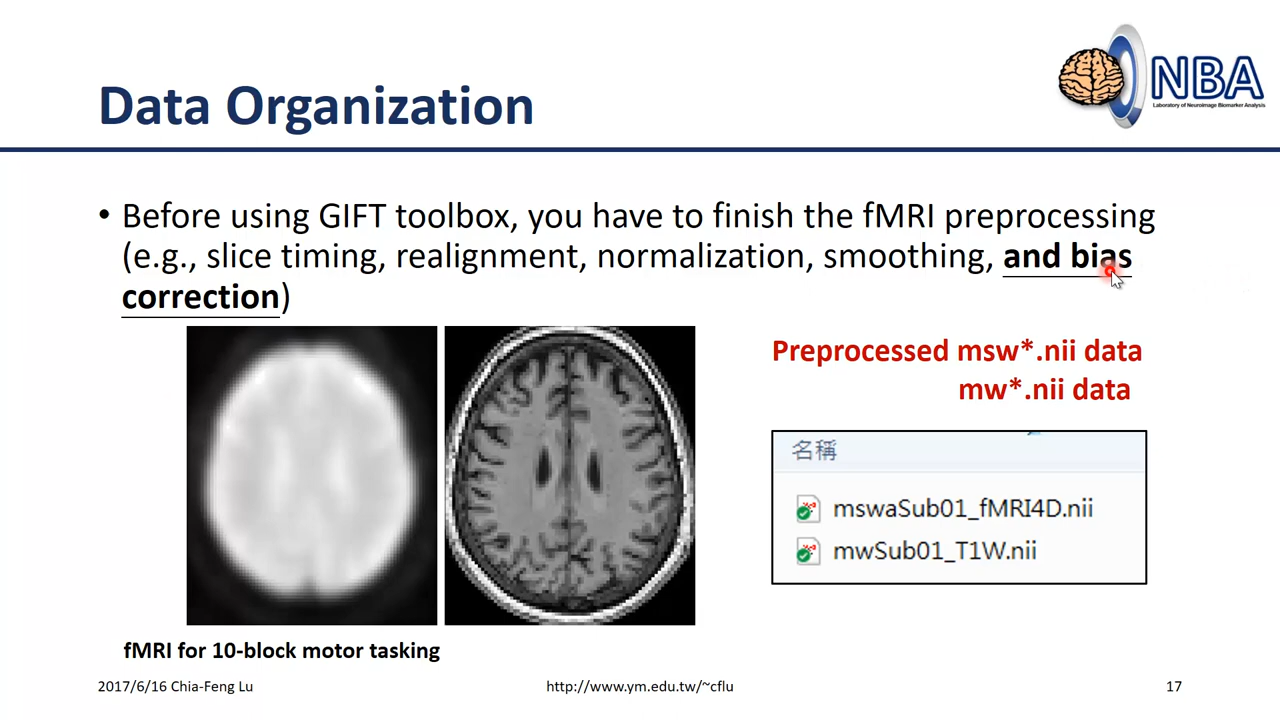 NBA
Laboratory of Neuroimage Biomarker Analysis
Data Organization
• Before using GIFT toolbox, you have to finish the fMRI preprocessing
(e.g., slice timing, realignment, normalization, smoothing, and bias
correction)
Preprocessed msw*.nii data
mw*.nii data
名稱
mswaSub01_fMRI4D.nii
mwSub01_T1W.nii
fMRI for 10-block motor tasking
2017/6/16 Chia-Feng Lu
http://www.ym.edu.tw/~cflu
17